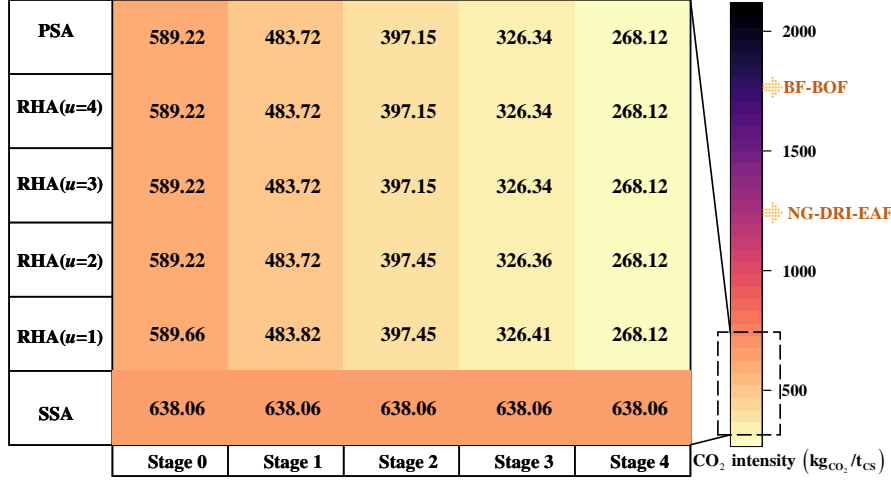 PSA 589.22 483.72 397.15 326.34 268.12
RHA(u=4) 589.22 483.72 397.15 326.34 268.12
RHA(u=3) 589.22 483.72 397.15 326.34 268.12
RHA(u=2) 589.22 483.72 397.45 326.36 268.12
RHA(u=1) 589.66 483.82 397.45 326.41 268.12
SSA 638.06 638.06 638.06 638.06 638.06
Stage 0 Stage 1 Stage 2 Stage 3 Stage 4
2000
BF-BOF
1500
NG-DRI-EAF
1000
500
CO₂ intensity (kg_CO₂/t_CS)